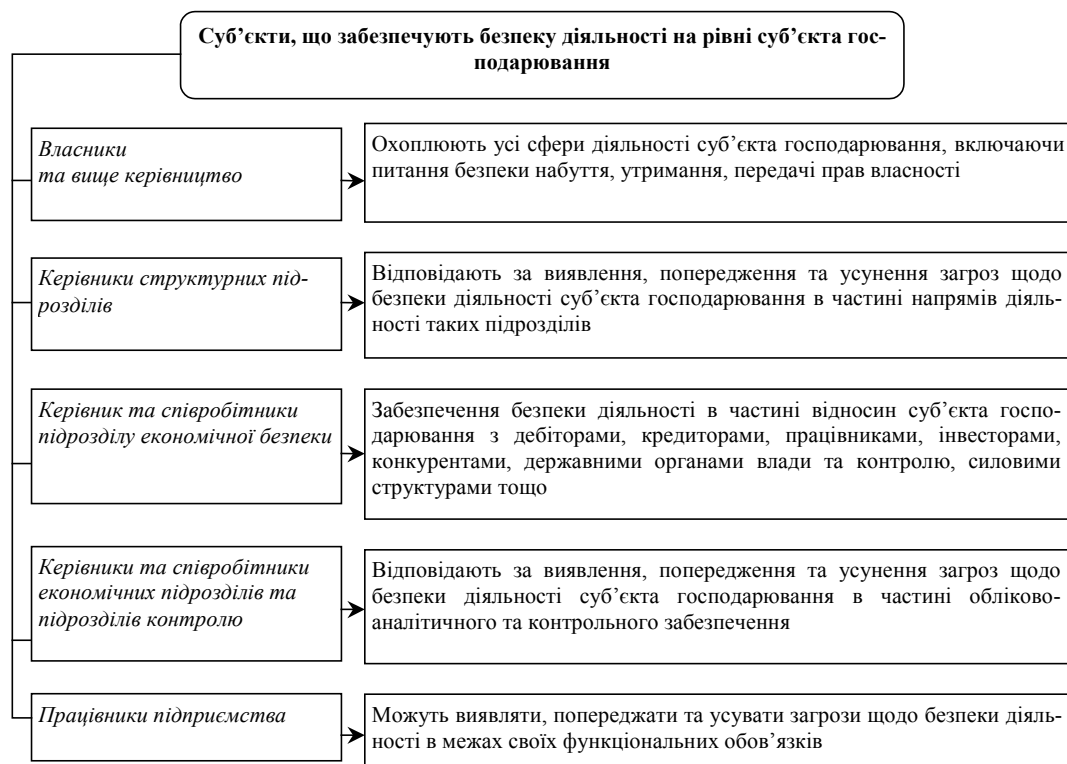 Суб’єкти, що забезпечують безпеку діяльності на рівні суб’єкта гос-
подарювання
Власники
та вище керівництво
Охоплюють усі сфери діяльності суб’єкта господарювання, включаючи
питання безпеки набуття, утримання, передачі прав власності
Керівники структурних під-
розділів
Відповідають за виявлення, попередження та усунення загроз щодо
безпеки діяльності суб’єкта господарювання в частині напрямів діяль-
ності таких підрозділів
Керівник та співробітники
підрозділу економічної безпеки
Забезпечення безпеки діяльності в частині відносин суб’єкта госпо-
дарювання з дебіторами, кредиторами, працівниками, інвесторами,
конкурентами, державними органами влади та контролю, силовими
структурами тощо
Керівники та співробітники
економічних підрозділів та
підрозділів контролю
Відповідають за виявлення, попередження та усунення загроз щодо
безпеки діяльності суб’єкта господарювання в частині обліково-
аналітичного та контрольного забезпечення
Працівники підприємства
Можуть виявляти, попереджати та усувати загрози щодо безпеки діяль-
ності в межах своїх функціональних обов’язків